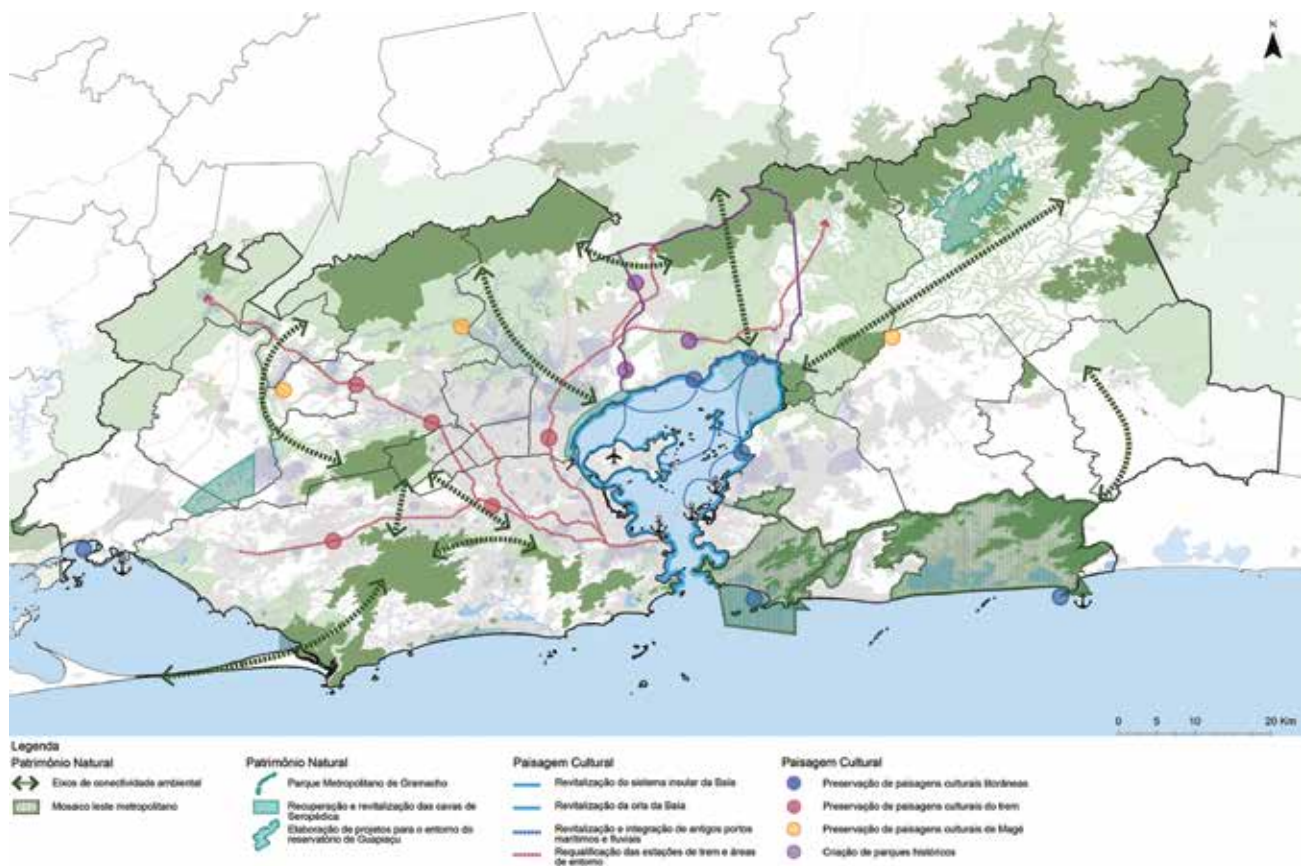 N
0 5 10 20 Km
Legenda
Patrimônio Natural
Eixos de conectividade ambiental
Mosaico leste metropolitano
Patrimônio Natural
Parque Metropolitano de Gramacho
Recuperação e revitalização das cavas de
Seropédica
Elaboração de projetos para o entorno do
reservatório de Guapiaçu
Paisagem Cultural
Revitalização do sistema insular da Baía
Revitalização da orla da Baía
Revitalização e integração de antigos portos
marítimos e fluviais
Requalificação das estações de trem e áreas
de entorno
Paisagem Cultural
Preservação de paisagens culturais litorâneas
Preservação de paisagens culturais do trem
Preservação de paisagens culturais de Magé
Criação de parques históricos